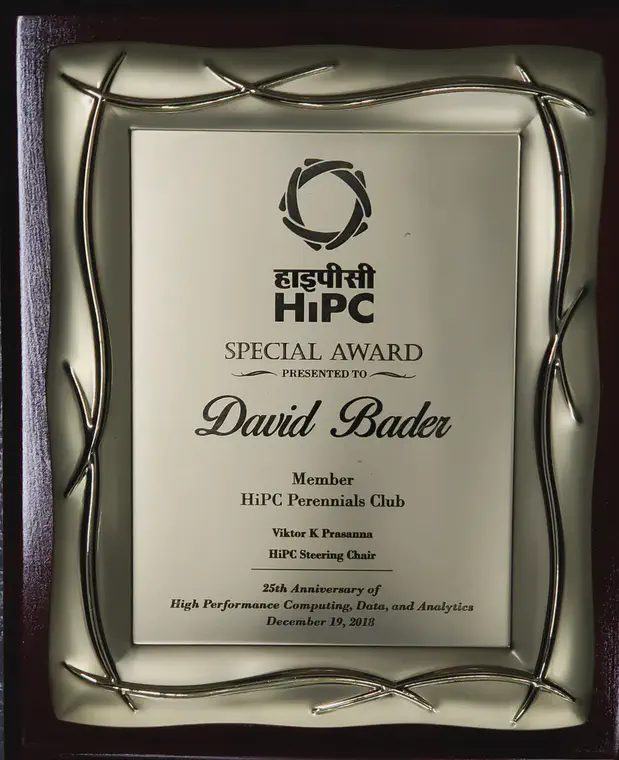 हाइपीसी
HiPC
SPECIAL AWARD
PRESENTED TO
David Bader
Member
HiPC Perennials Club
Viktor K Prasanna
HiPC Steering Chair
25th Anniversary of
High Performance Computing, Data, and Analytics
December 19, 2018